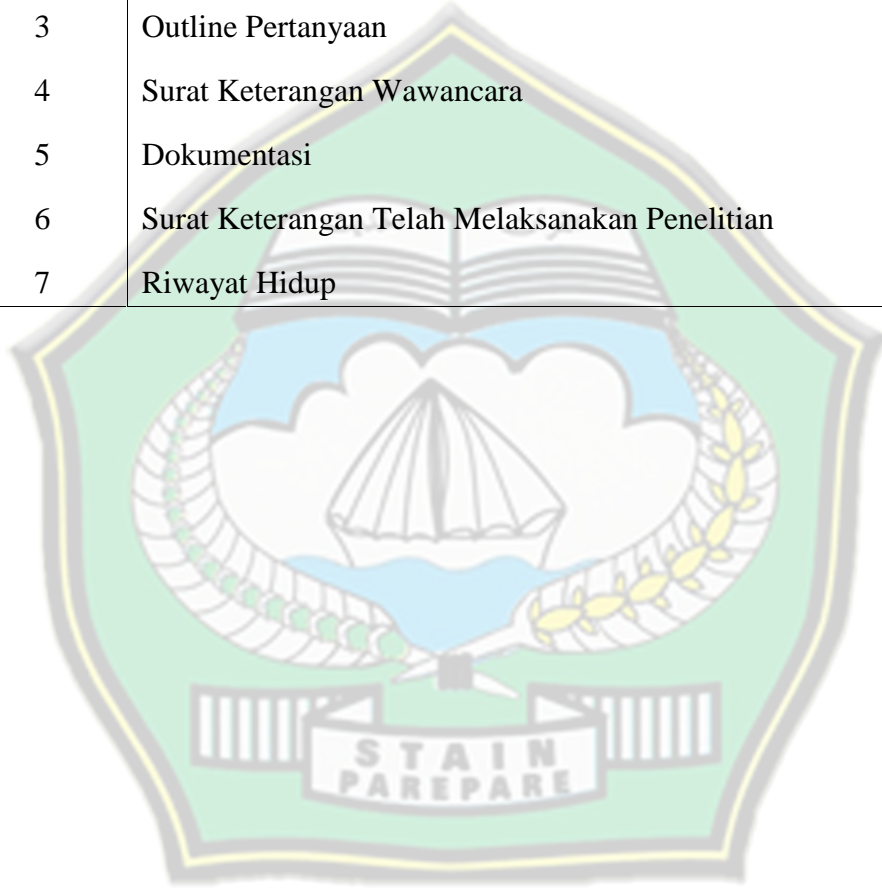 3 Outline Pertanyaan
4 Surat Keterangan Wawancara
5 Dokumentasi
6 Surat Keterangan Telah Melaksanakan Penelitian
7 Riwayat Hidup
STAIN
PAREPARE